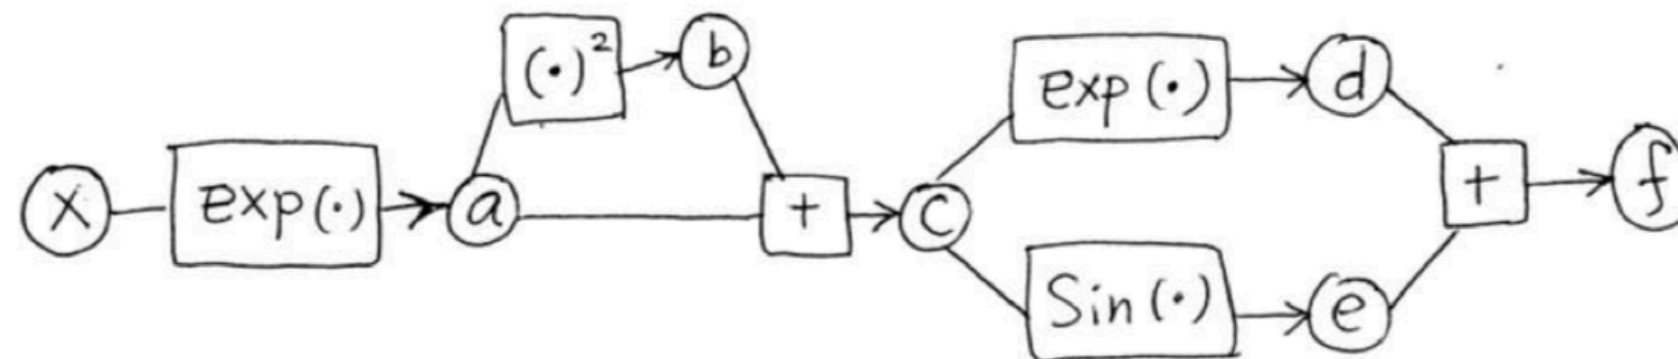 x exp(·) a (·)² b + c exp(·) d Sin(·) e + f